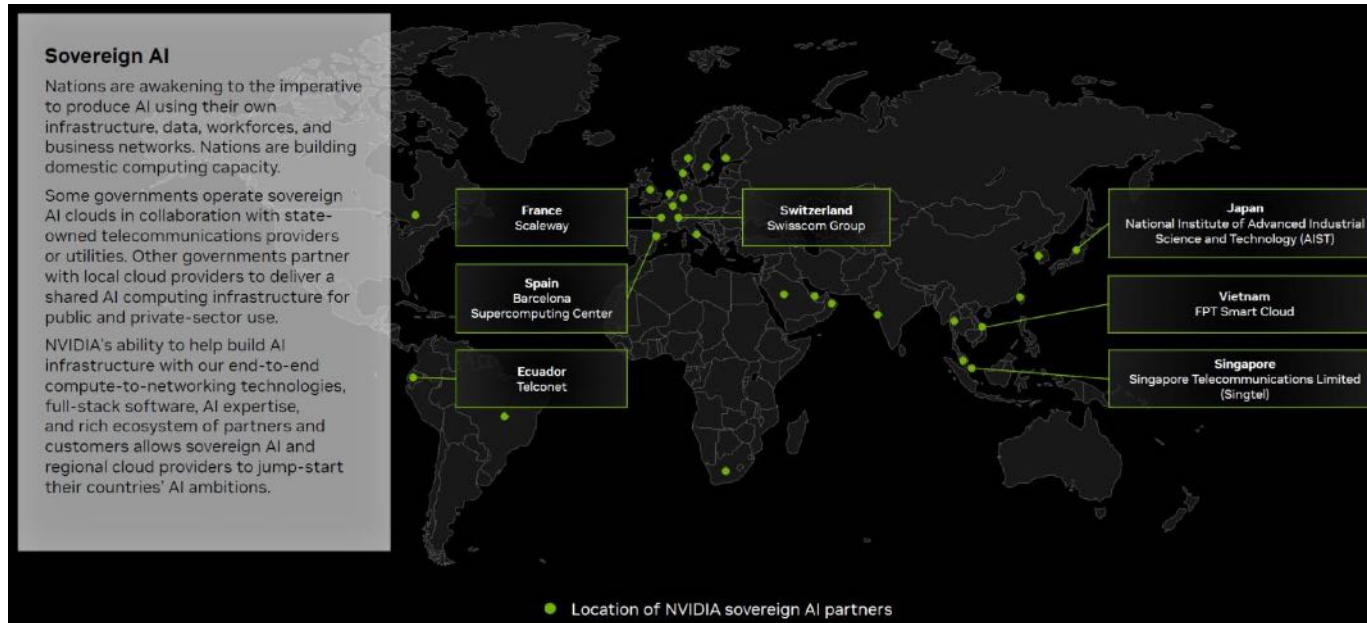 Sovereign AI
Nations are awakening to the imperative
to produce AI using their own
infrastructure, data, workforces, and
business networks. Nations are building
domestic computing capacity.
Some governments operate sovereign
AI clouds in collaboration with state-
owned telecommunications providers
or utilities. Other governments partner
with local cloud providers to deliver a
shared AI computing infrastructure for
public and private-sector use.
NVIDIA's ability to help build AI
infrastructure with our end-to-end
compute-to-networking technologies,
full-stack software, AI expertise,
and rich ecosystem of partners and
customers allows sovereign AI and
regional cloud providers to jump-start
their countries' AI ambitions.
France
Scaleway
Switzerland
Swisscom Group
Spain
Barcelona
Supercomputing Center
Ecuador
Telconet
Japan
National Institute of Advanced Industrial
Science and Technology (AIST)
Vietnam
FPT Smart Cloud
Singapore
Singapore Telecommunications Limited
(Singtel)
Location of NVIDIA sovereign AI partners